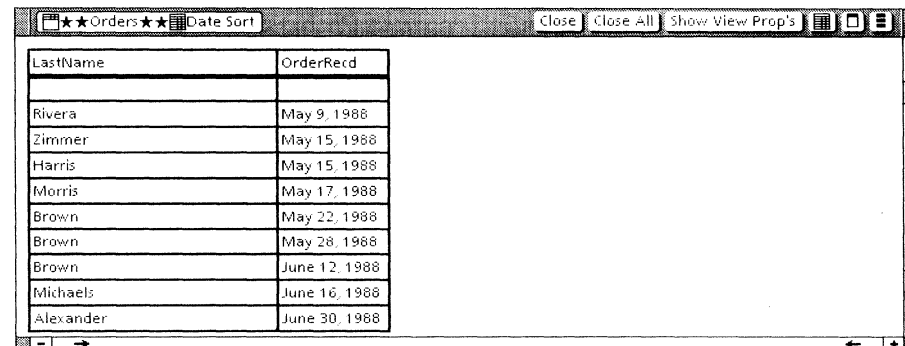 ★★Orders★★Date Sort Close Close All Show View Prop's
LastName OrderRecd
Rivera May 9, 1988
Zimmer May 15, 1988
Harris May 15, 1988
Morris May 17, 1988
Brown May 22, 1988
Brown May 28, 1988
Brown June 12, 1988
Michaels June 16, 1988
Alexander June 30, 1988